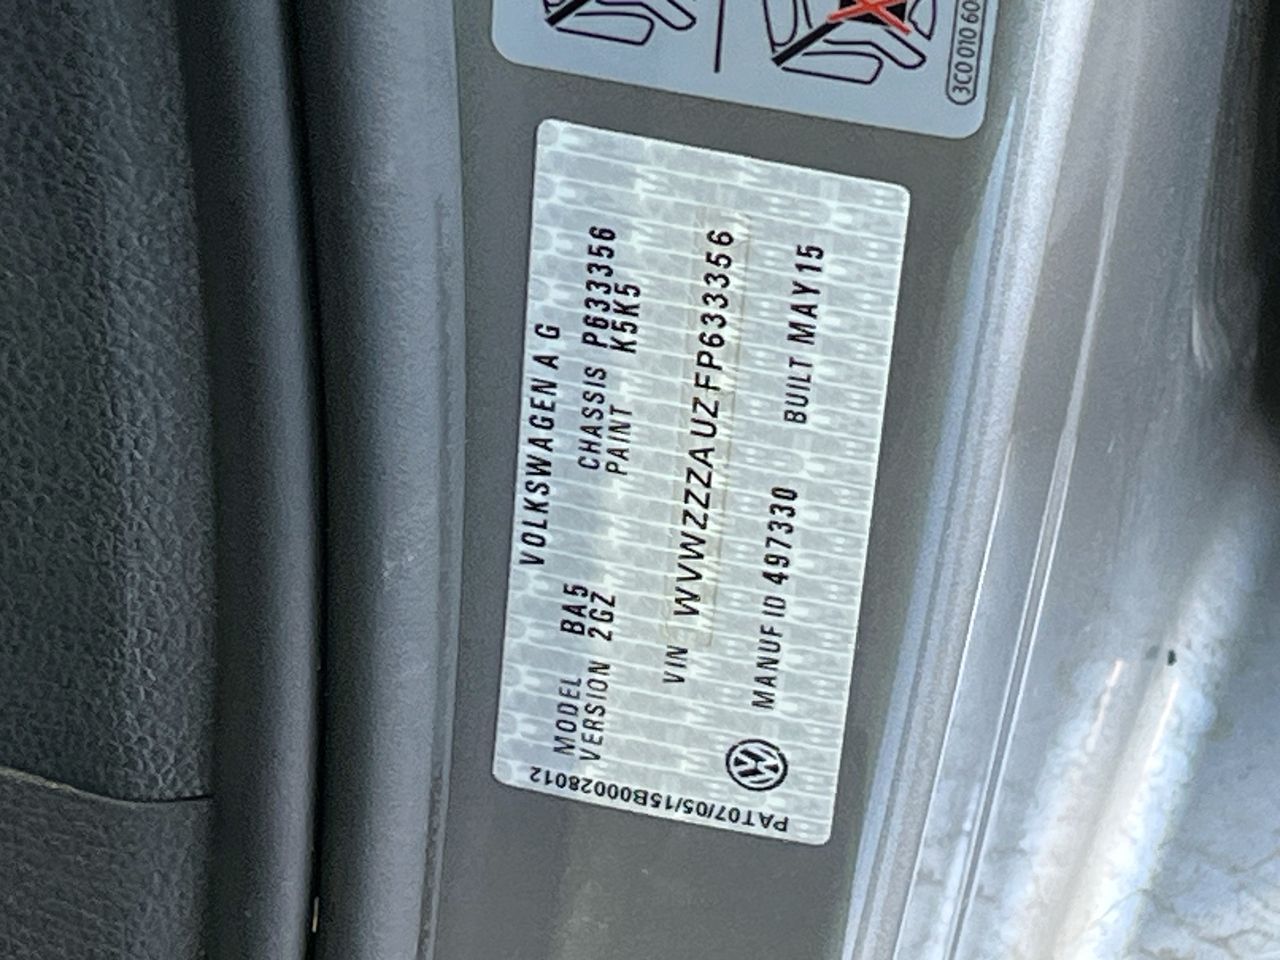 3C0 010 60
VOLKSWAGEN A G
MODEL BA5 CHASSIS P633356
VERSION 2GZ PAINT K5K5
VIN WVWZZZAUZFP633356
MANUF ID 497330 BUILT MAY15
PAT07/05/15B00028012